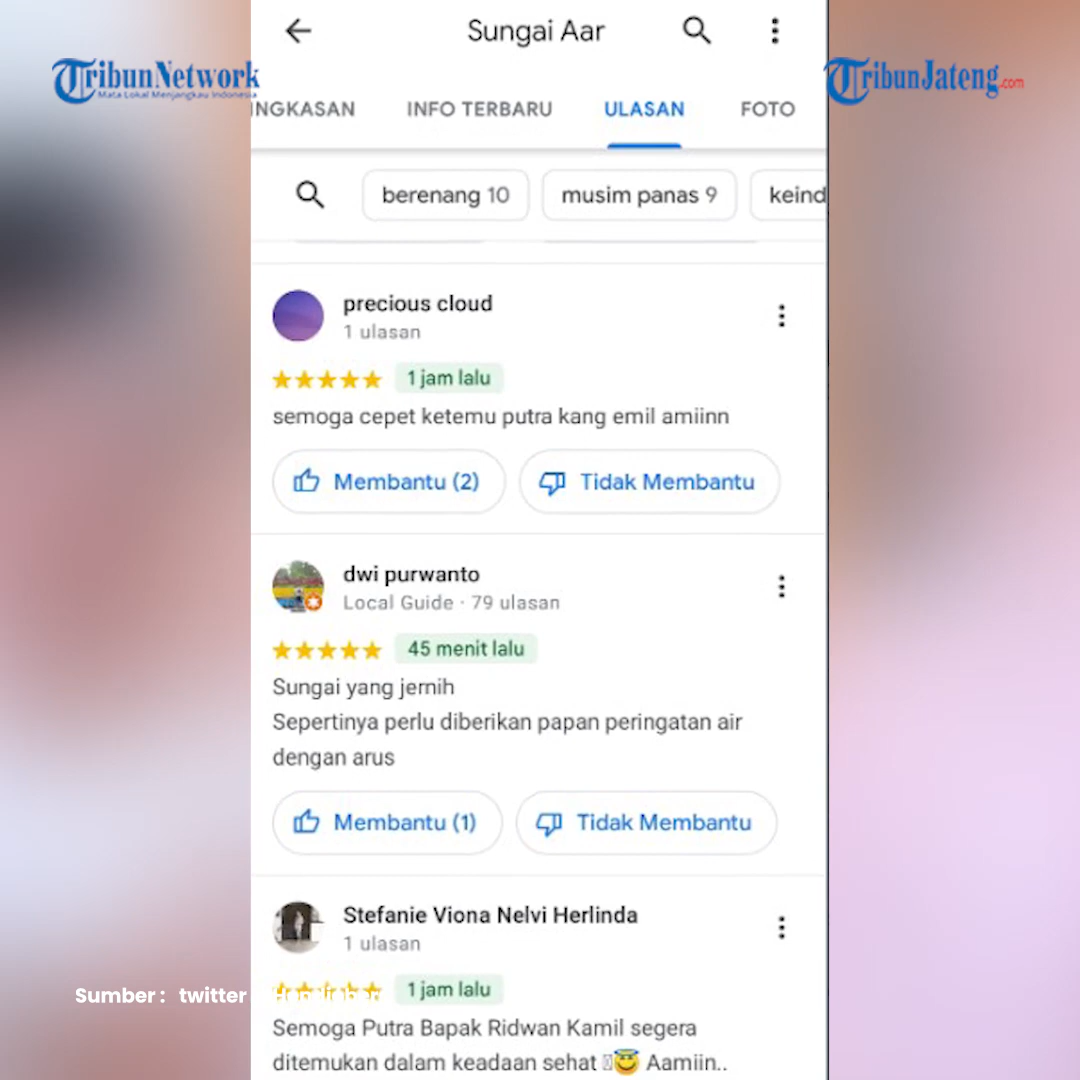 Sungai Aar
TribunNetwork
Mata Lokal Menjangkau Indonesia
TribunJateng.com
NGKASAN INFO TERBARU ULASAN FOTO
berenang 10 musim panas 9 keind
precious cloud
1 ulasan
1 jam lalu
semoga cepet ketemu putra kang emil amiinn
Membantu (2) Tidak Membantu
dwi purwanto
Local Guide · 79 ulasan
45 menit lalu
Sungai yang jernih
Sepertinya perlu diberikan papan peringatan air
dengan arus
Membantu (1) Tidak Membantu
Stefanie Viona Nelvi Herlinda
1 ulasan
Sumber : twitter
1 jam lalu
Semoga Putra Bapak Ridwan Kamil segera
ditemukan dalam keadaan sehat 😇 Aamiin..